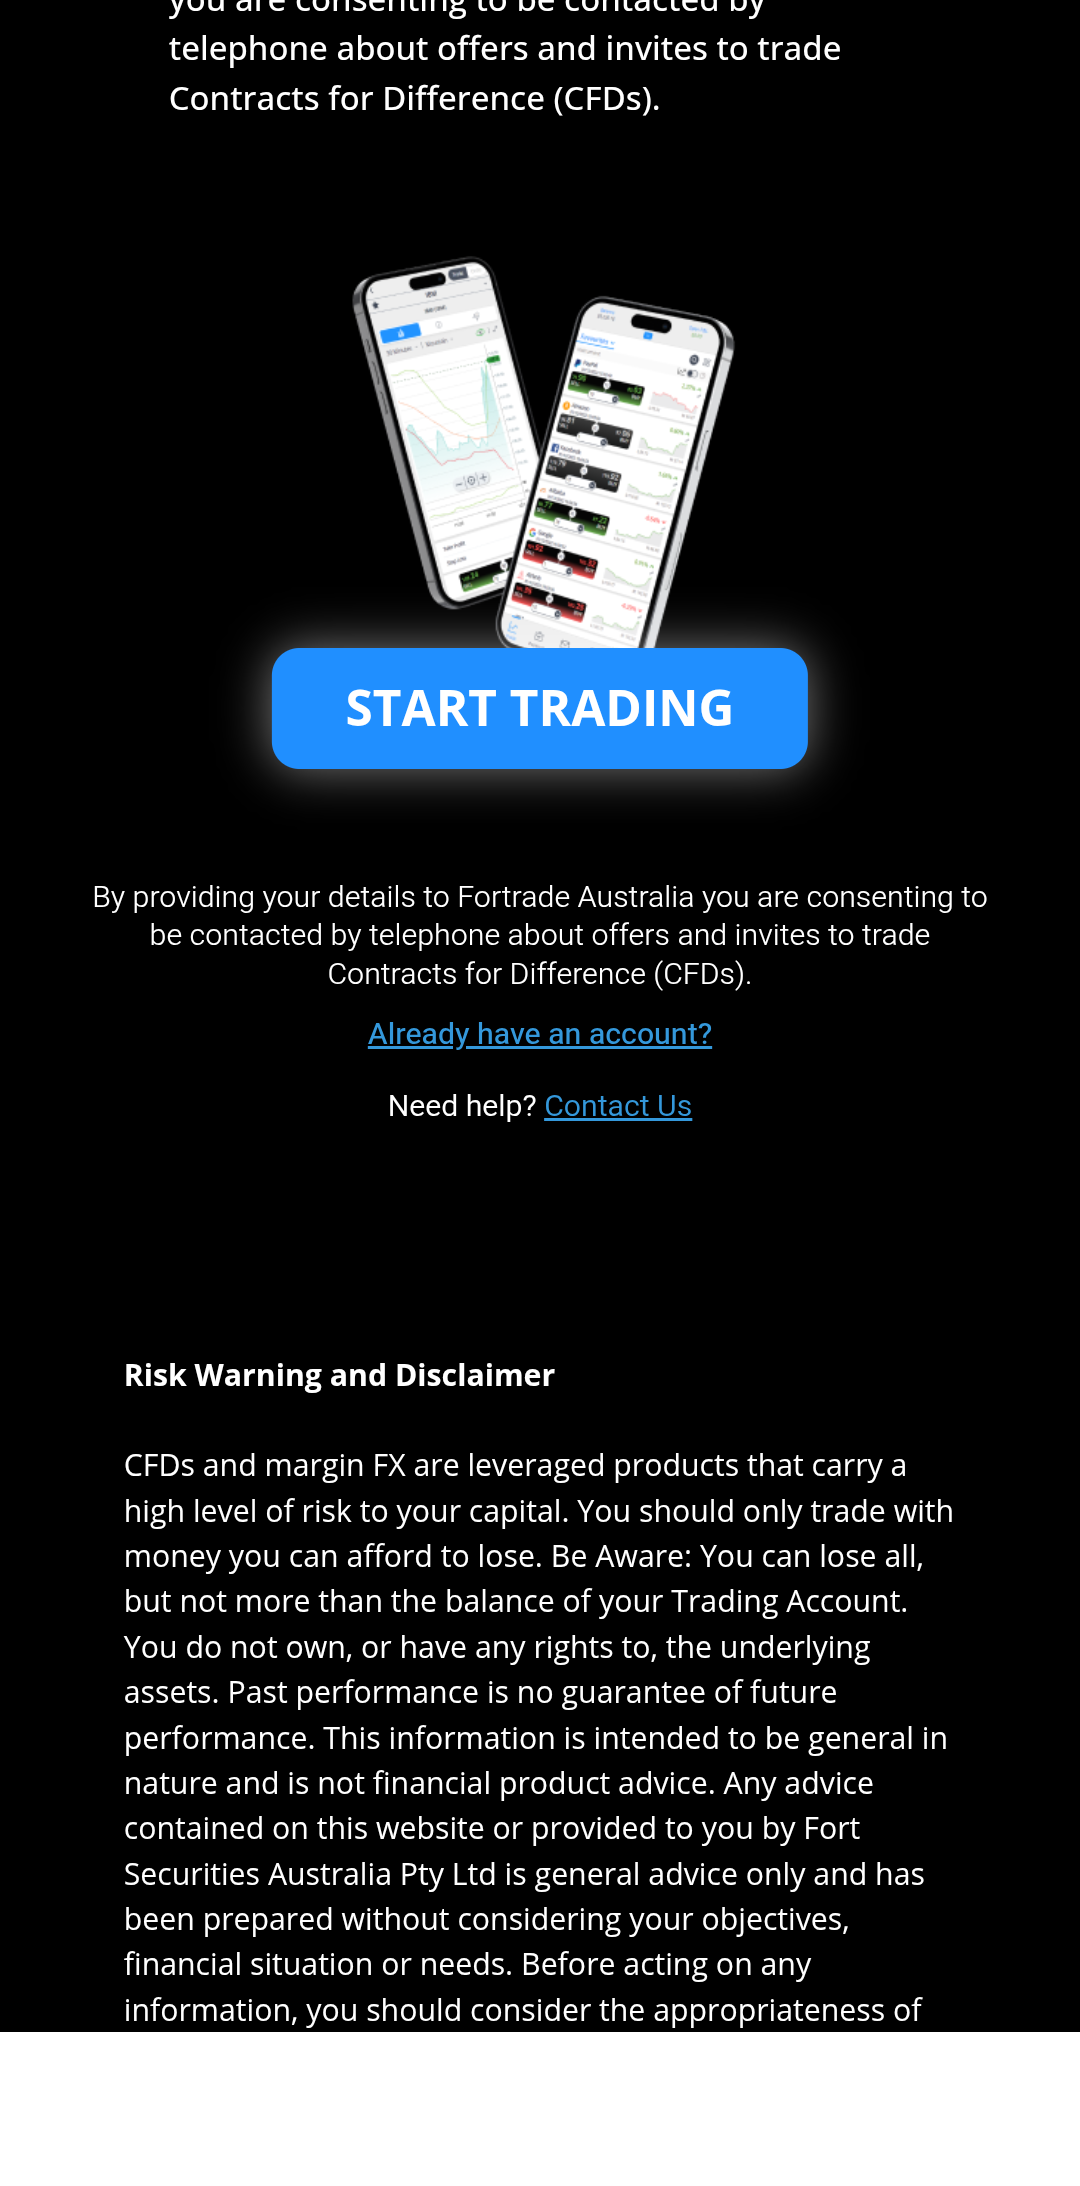 you are consenting to be contacted by
telephone about offers and invites to trade
Contracts for Difference (CFDs).
START TRADING
By providing your details to Fortrade Australia you are consenting to
be contacted by telephone about offers and invites to trade
Contracts for Difference (CFDs).
Already have an account?
Need help? Contact Us
Risk Warning and Disclaimer
CFDs and margin FX are leveraged products that carry a
high level of risk to your capital. You should only trade with
money you can afford to lose. Be Aware: You can lose all,
but not more than the balance of your Trading Account.
You do not own, or have any rights to, the underlying
assets. Past performance is no guarantee of future
performance. This information is intended to be general in
nature and is not financial product advice. Any advice
contained on this website or provided to you by Fort
Securities Australia Pty Ltd is general advice only and has
been prepared without considering your objectives,
financial situation or needs. Before acting on any
information, you should consider the appropriateness of